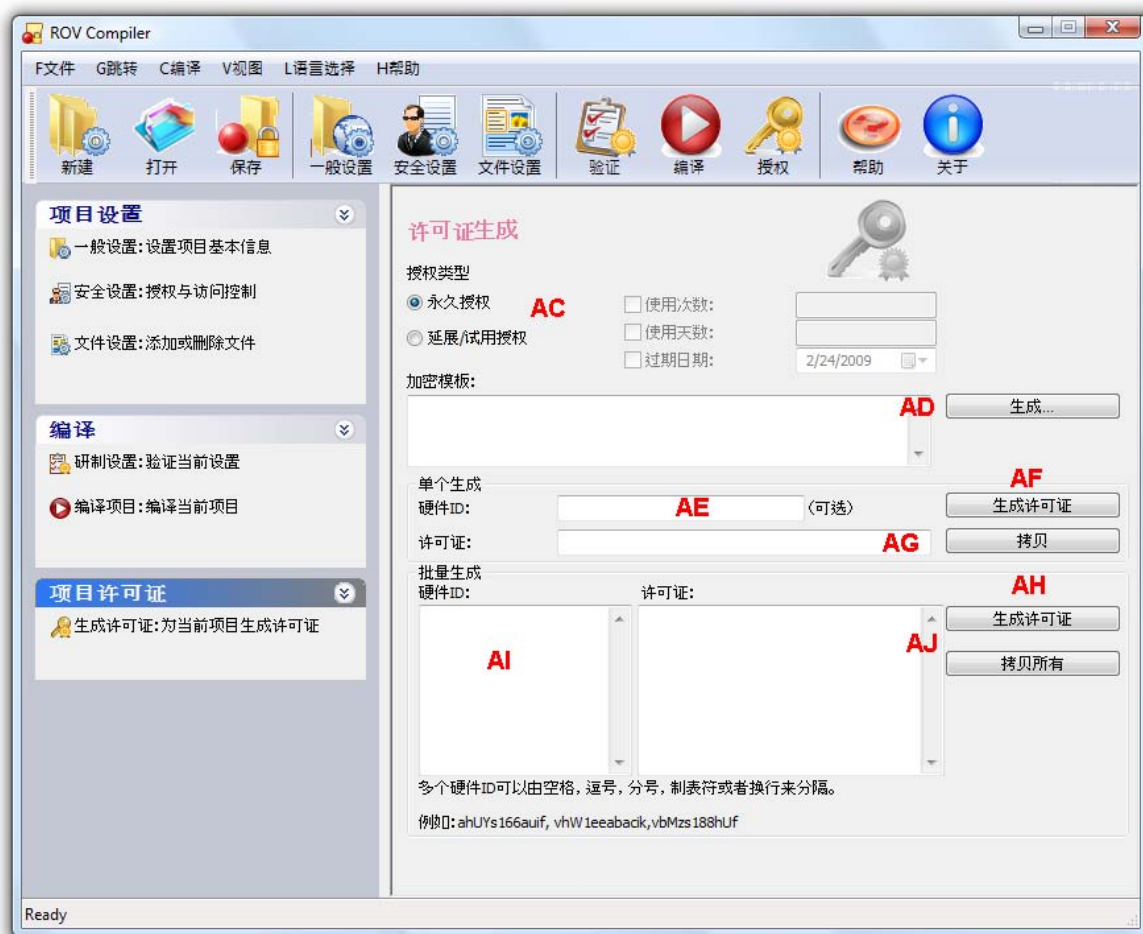 ROV Compiler
F文件 G跳转 C编译 V视图 L语言选择 H帮助
新建 打开 保存 一般设置 安全设置 文件设置 验证 编译 授权 帮助 关于
项目设置
一般设置:设置项目基本信息
安全设置:授权与访问控制
文件设置:添加或删除文件
编译
研制设置:验证当前设置
编译项目:编译当前项目
项目许可证
生成许可证:为当前项目生成许可证
许可证生成
授权类型
永久授权 AC 使用次数:
延展/试用授权 使用天数:
过期日期: 2/24/2009
加密模板:
AD 生成...
单个生成 AF
硬件ID: AE (可选) 生成许可证
许可证: AG 拷贝
批量生成 AH
硬件ID: 许可证: 生成许可证
AI AJ 拷贝所有
多个硬件ID可以由空格,逗号,分号,制表符或者换行来分隔。
例如:ahUYs166auif, vhW1eeabacik,vbMzs188hUf
Ready